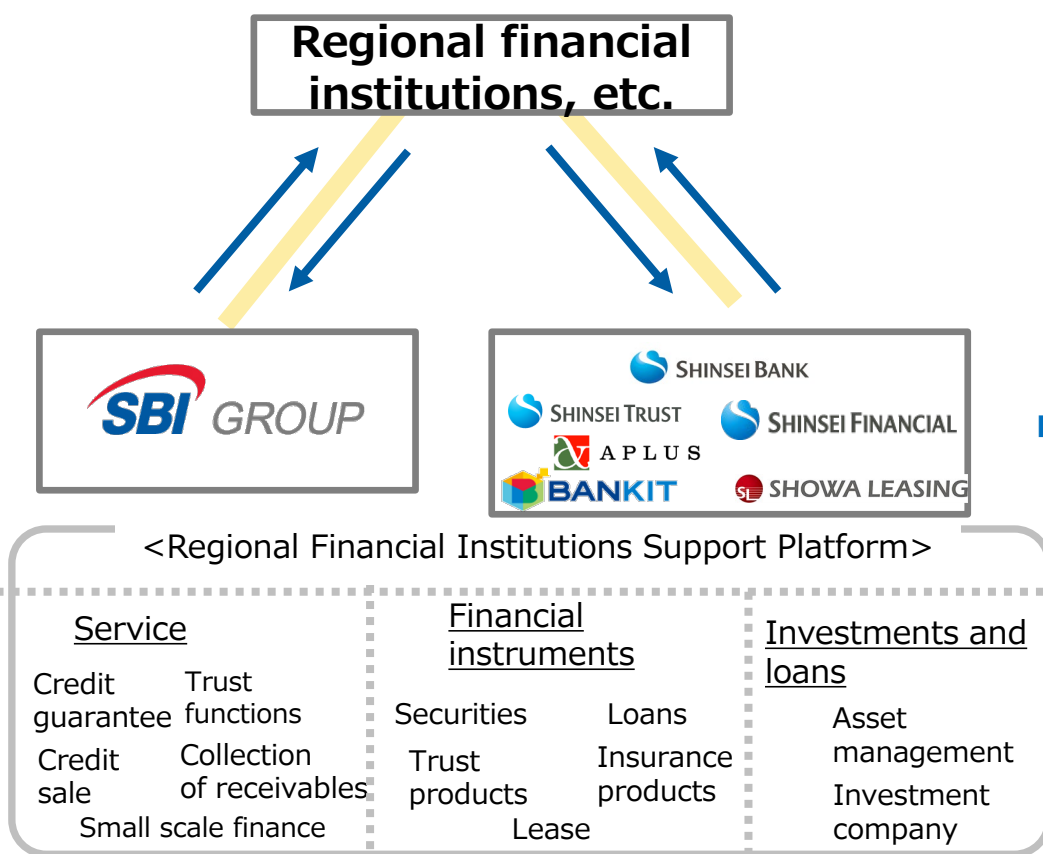 Regional financial
institutions, etc.
SBI GROUP
SHINSEI BANK
SHINSEI TRUST
SHINSEI FINANCIAL
& APLUS
BANKIT
SL SHOWA LEASING
<Regional Financial Institutions Support Platform>
Service
Credit
guarantee
Trust
functions
Credit
sale
Collection
of receivables
Small scale finance
Financial
instruments
Securities
Loans
Trust
products
Insurance
products
Lease
Investments and
loans
Asset
management
Investment
company